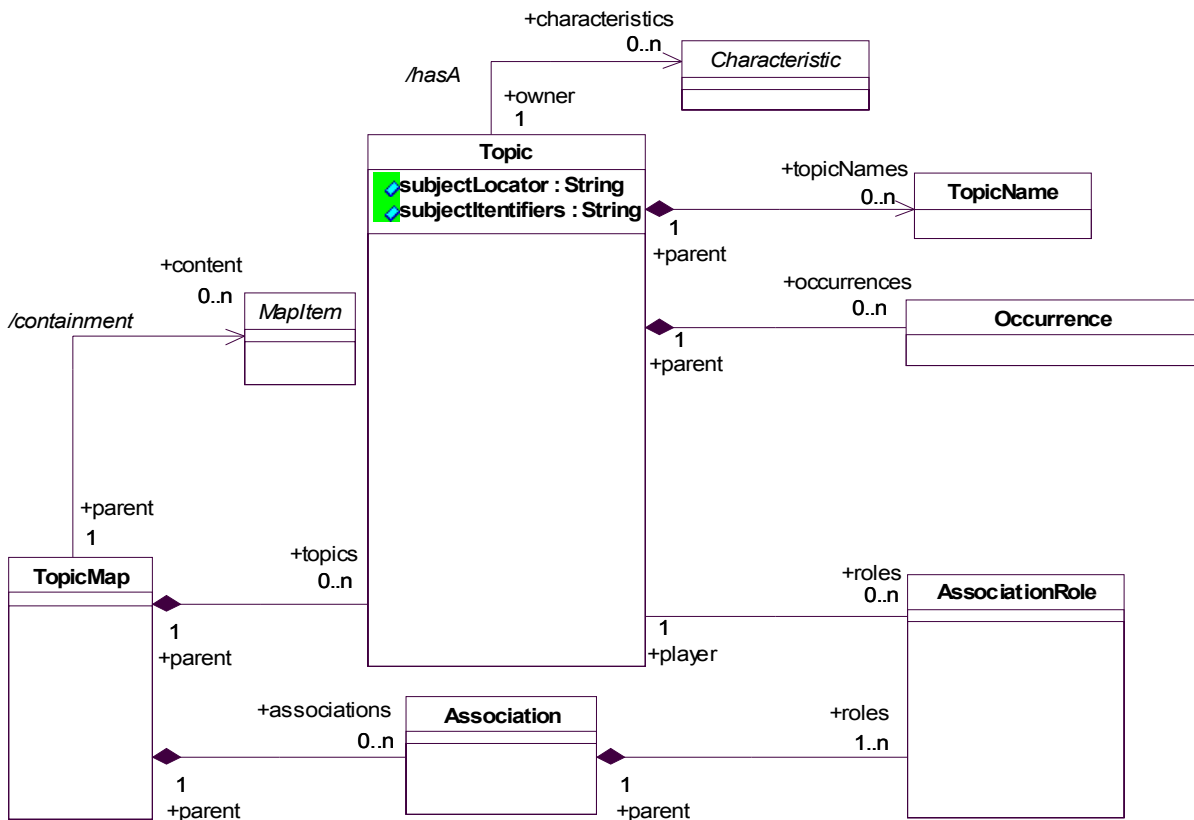 +characteristics
0..n
Characteristic
/hasA
+owner
1
Topic
subjectLocator : String
subjectItentifiers : String
+topicNames
0..n
TopicName
1
+parent
+content
0..n
MapItem
/containment
+occurrences
0..n
Occurrence
1
+parent
+parent
1
TopicMap
+topics
0..n
1
+parent
+roles
0..n
AssociationRole
1
+player
+associations
0..n
Association
+roles
1..n
1
+parent
1
+parent